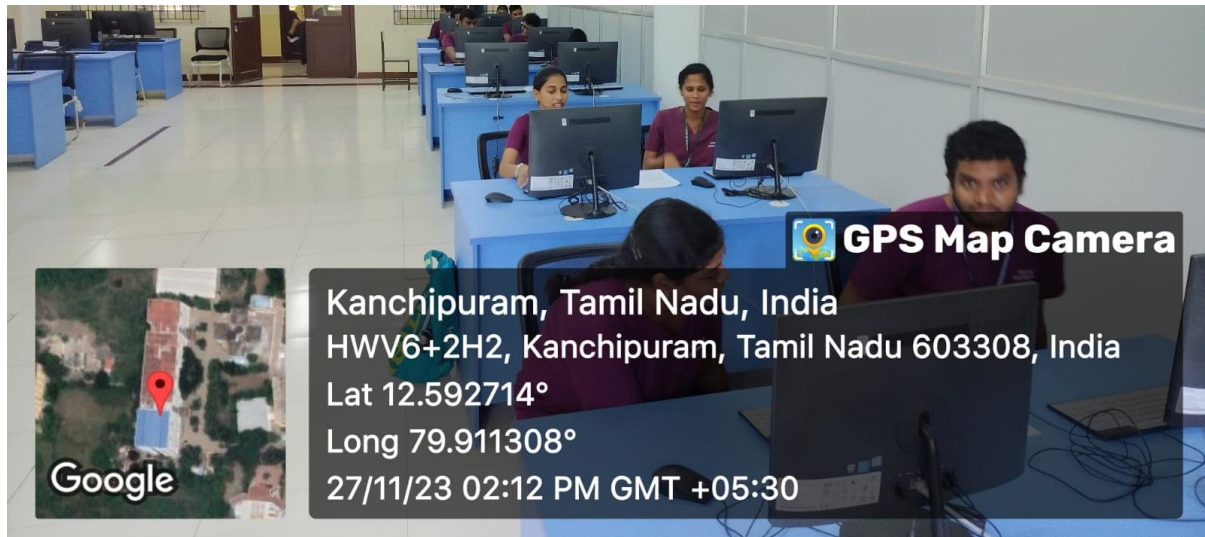 GPS Map Camera
Kanchipuram, Tamil Nadu, India
HWV6+2H2, Kanchipuram, Tamil Nadu 603308, India
Lat 12.592714°
Long 79.911308°
27/11/23 02:12 PM GMT +05:30
Google